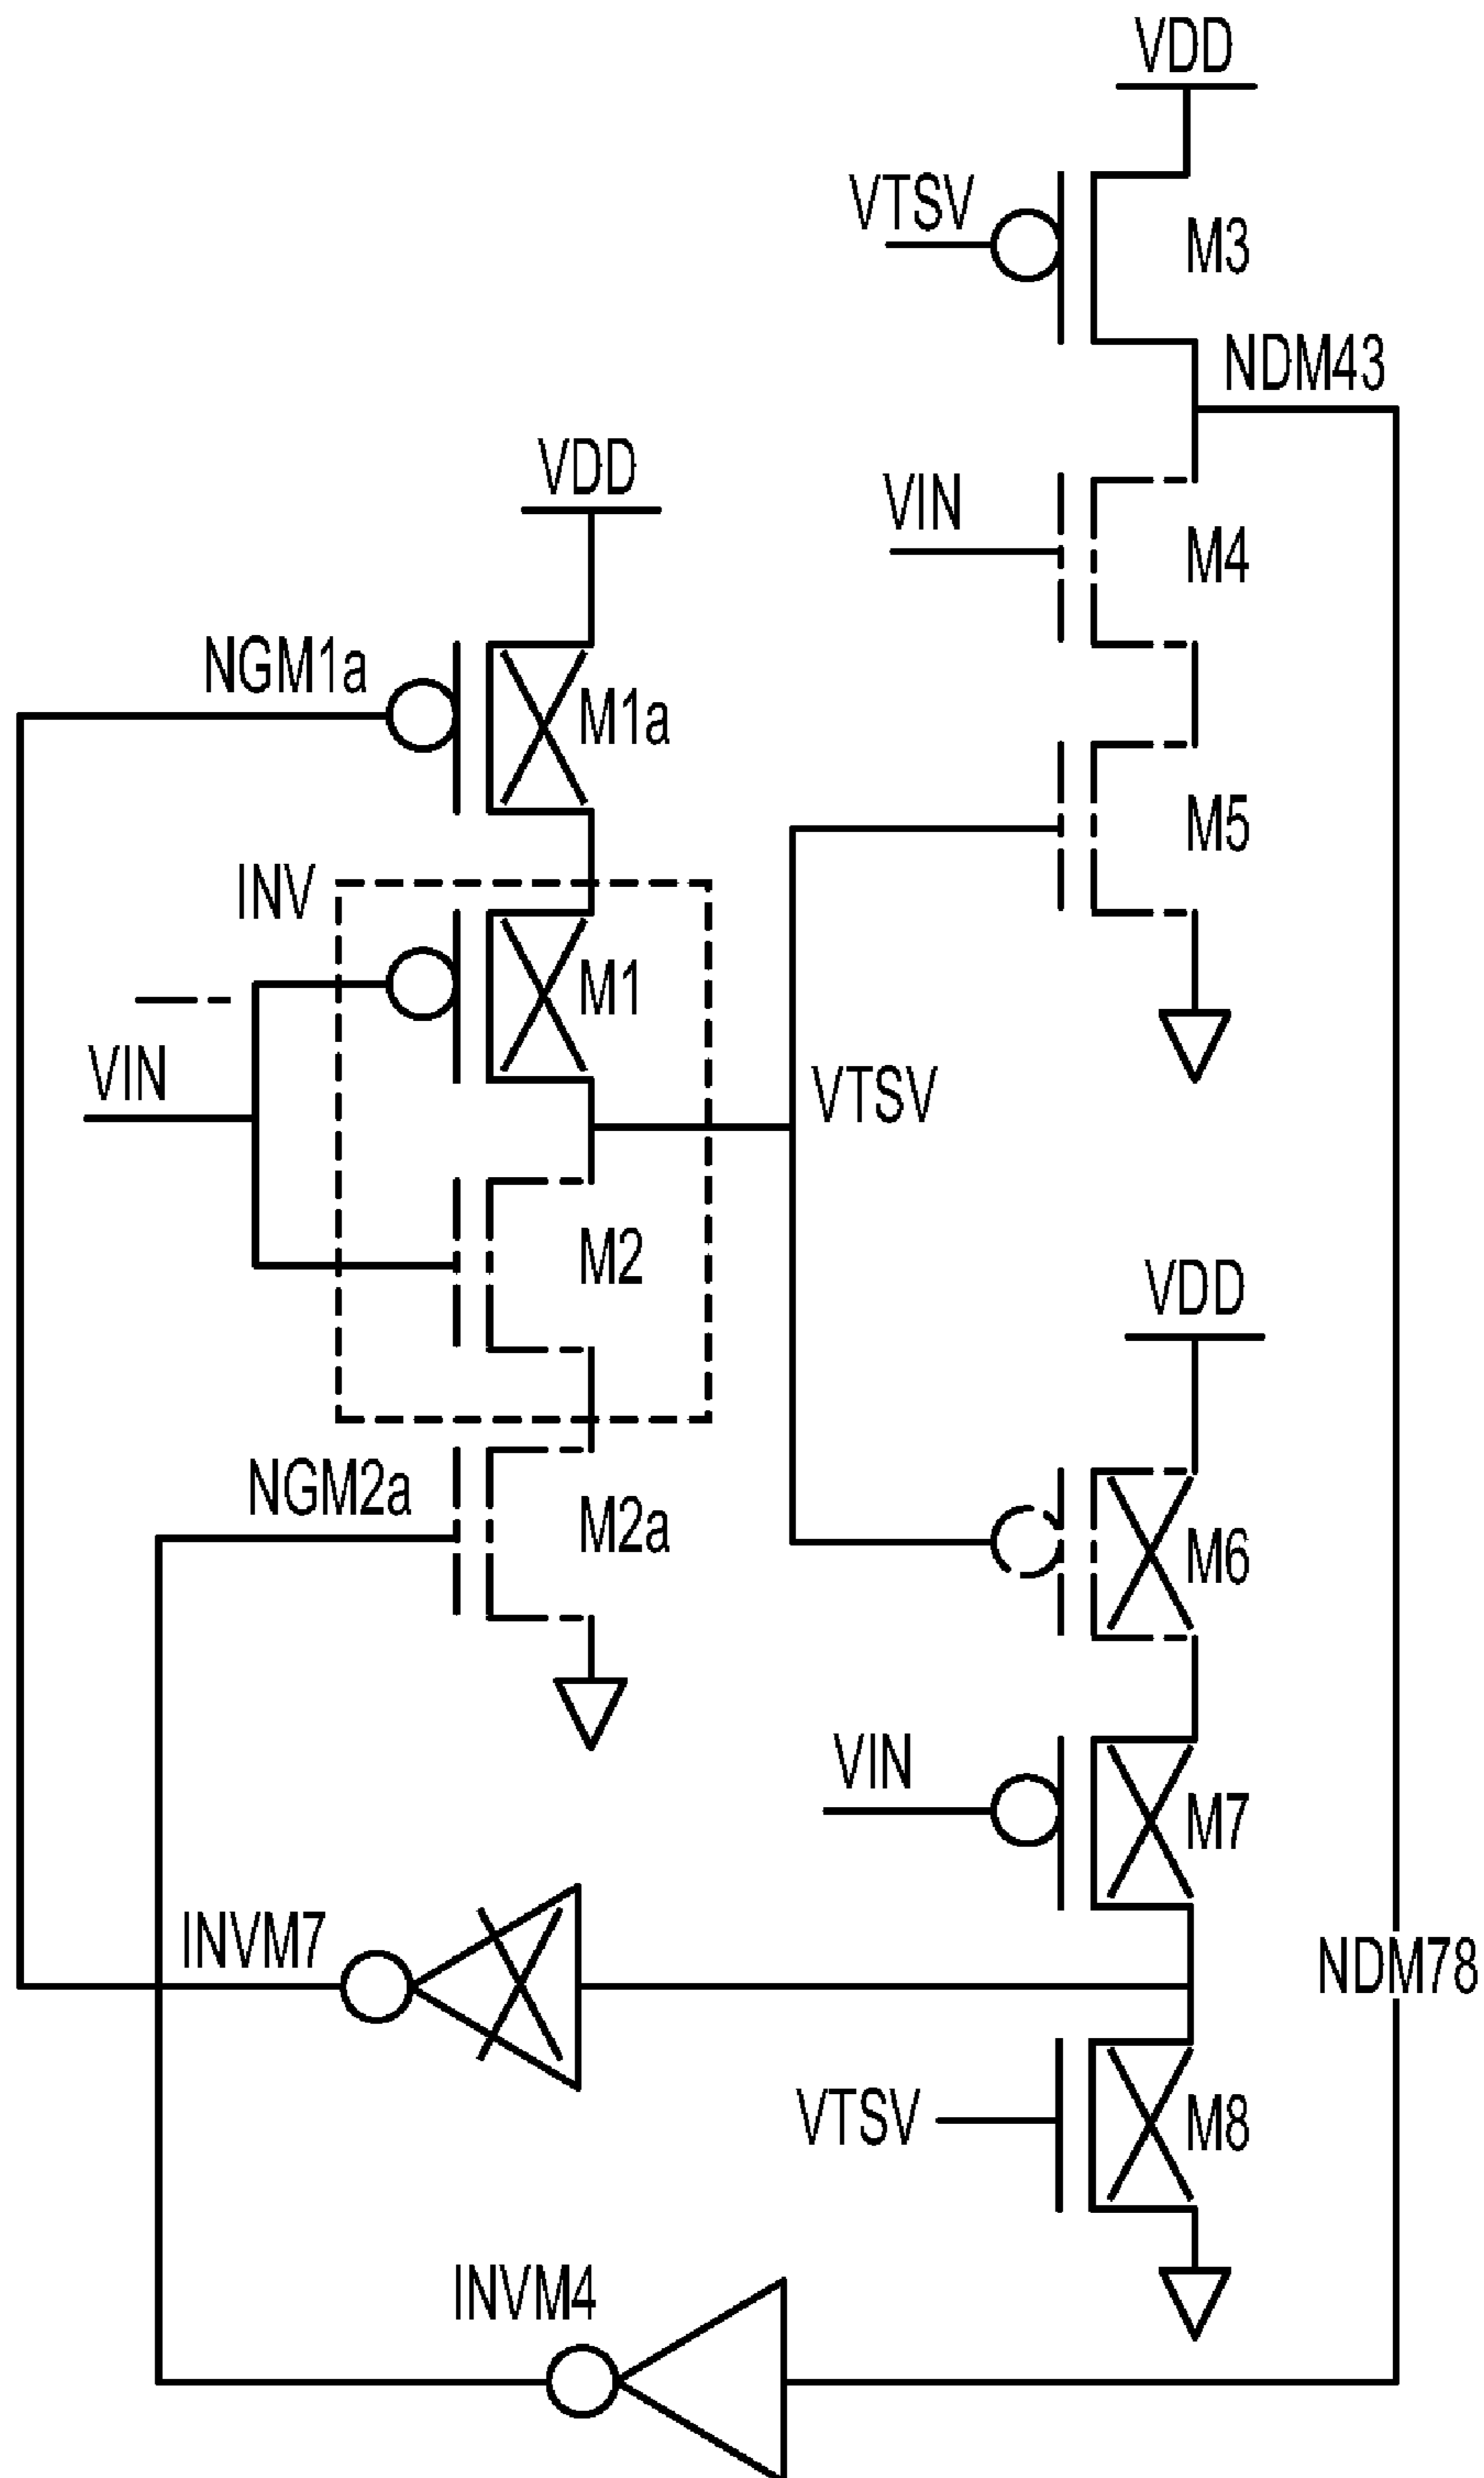 VDD
VTSV
M3
NDM43
VDD
VIN
M4
NGM1a
M1a
M5
INV
M1
VIN
VTSV
M2
VDD
NGM2a
M2a
M6
VIN
M7
INVM7
NDM78
VTSV
M8
INVM4